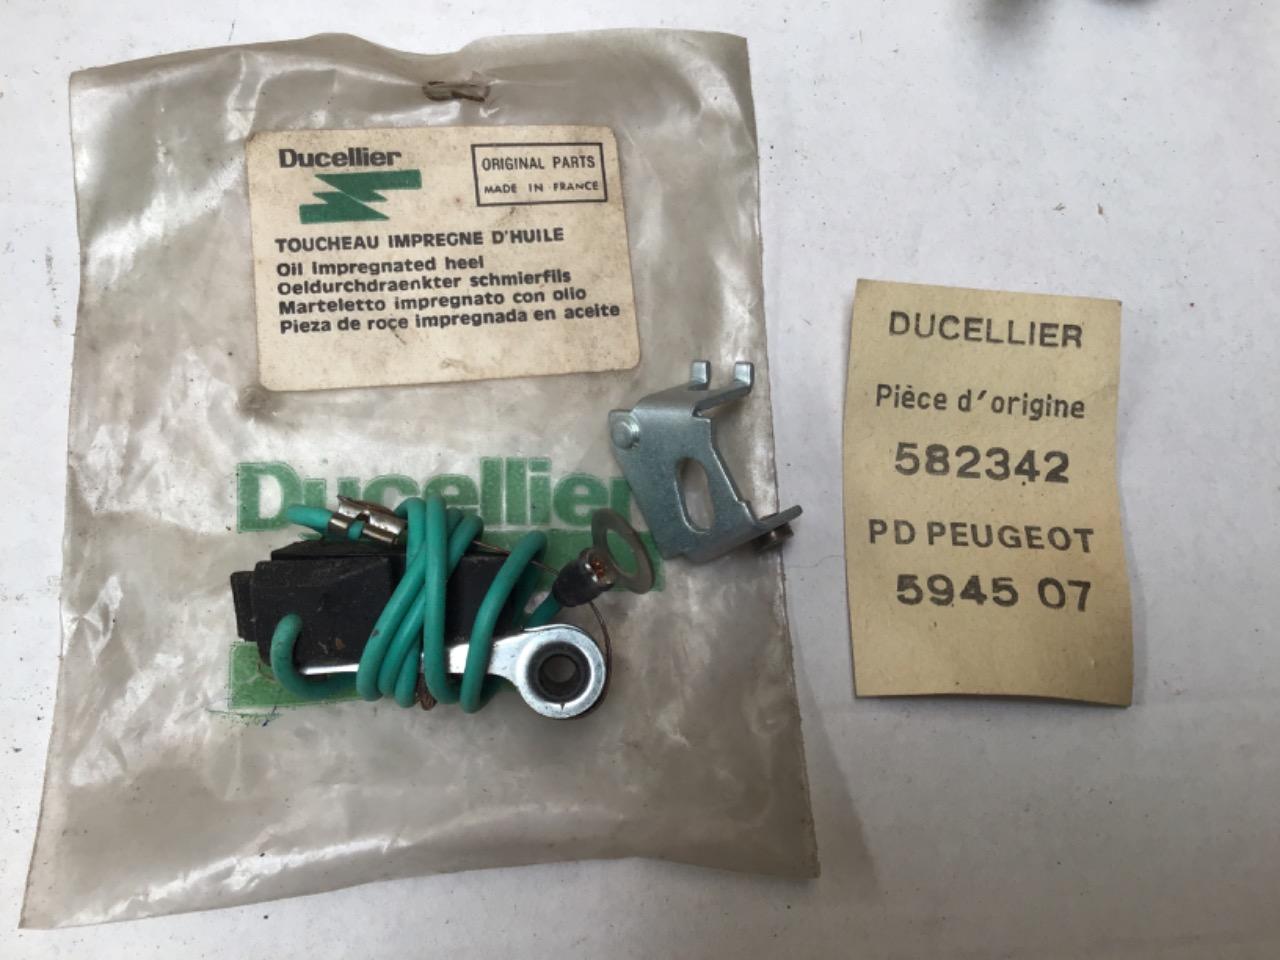 Ducellier
ORIGINAL PARTS
MADE IN FRANCE
TOUCHEAU IMPREGNE D'HUILE
Oil impregnated heel
Oeldurchdraenkter schmierfils
Marteletto impregnato con olio
Pieza de roce impregnada en aceite
Ducellier
DUCELLIER
Pièce d'origine
582342
PD PEUGEOT
5945 07